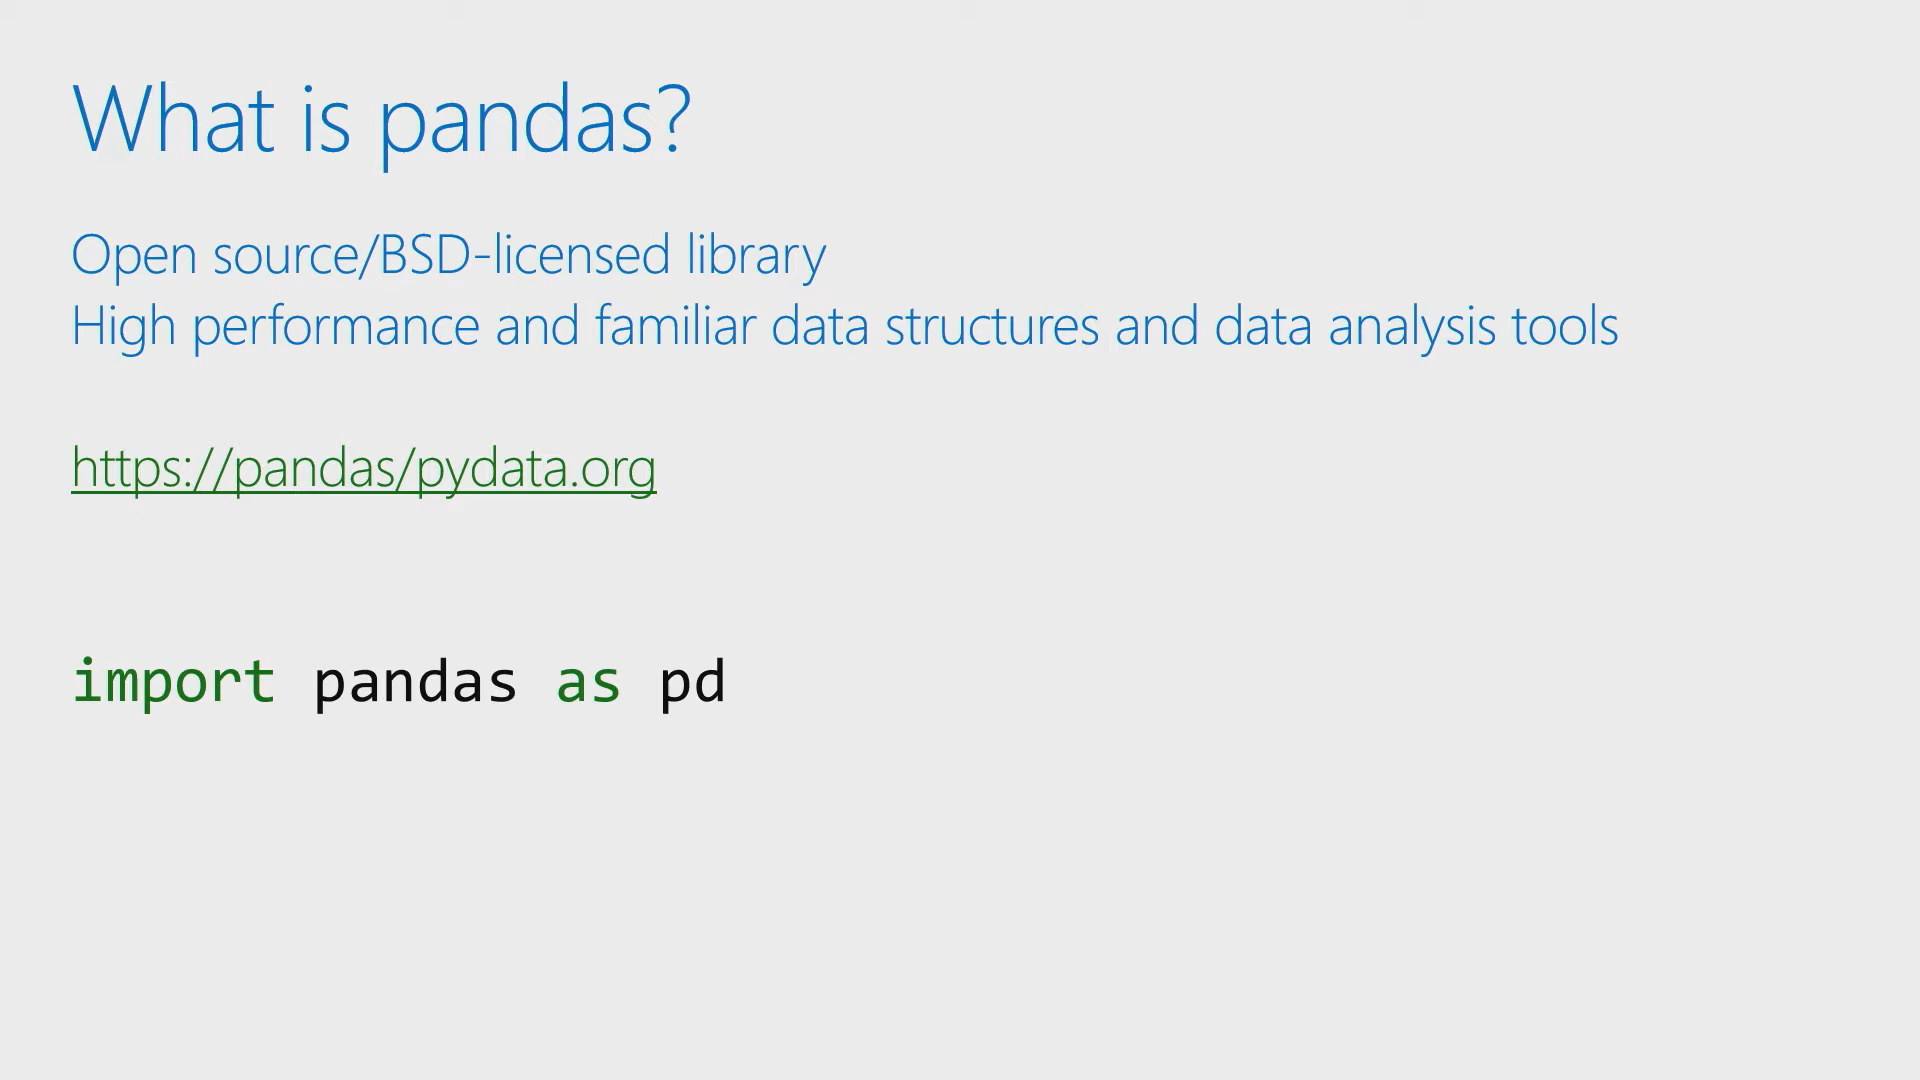 What is pandas?
Open source/BSD-licensed library
High performance and familiar data structures and data analysis tools
https://pandas/pydata.org
import pandas as pd